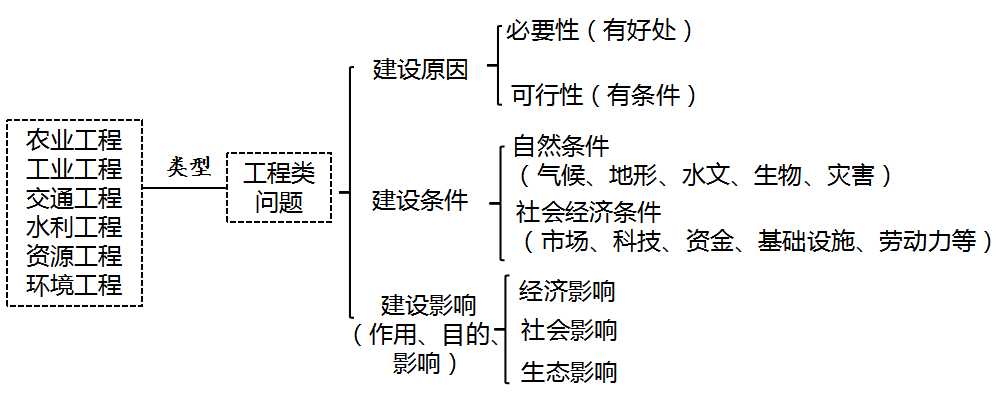 农业工程
工业工程
交通工程
水利工程
资源工程
环境工程
类型
工程类
问题
建设原因
必要性（有好处）
可行性（有条件）
建设条件
自然条件
（气候、地形、水文、生物、灾害）
社会经济条件
（市场、科技、资金、基础设施、劳动力等）
建设影响
（作用、目的、
影响）
经济影响
社会影响
生态影响